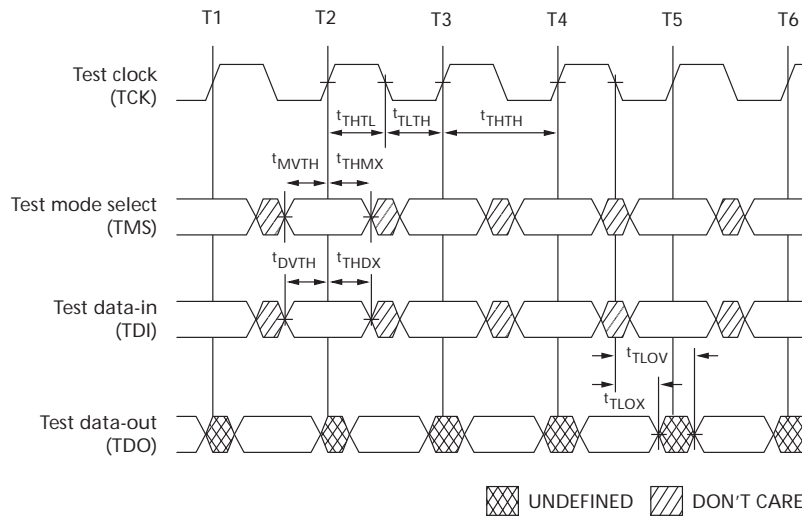 T1 T2 T3 T4 T5 T6
Test clock
(TCK)
tTHTL tTLTH tTHTH
tMVTH tTHMX
Test mode select
(TMS)
tDVTH tTHDX
Test data-in
(TDI)
tTLOV
tTLOX
Test data-out
(TDO)
UNDEFINED DON'T CARE